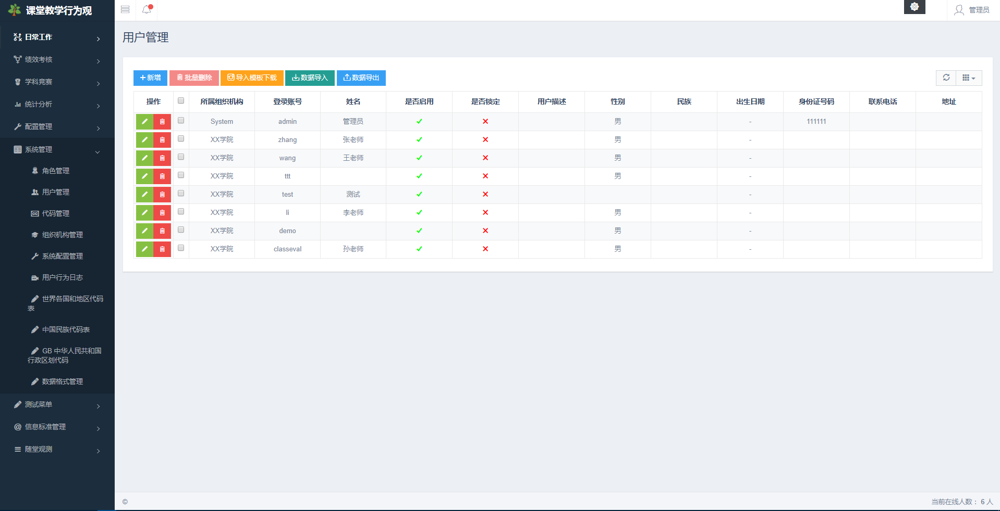 课堂教学行为观
管理员
日常工作
绩效考核
学科竞赛
统计分析
配置管理
系统管理
角色管理
用户管理
代码管理
组织机构管理
系统配置管理
用户行为日志
世界各国和地区代码
表
中国民族代码表
GB 中华人民共和国
行政区划代码
数据格式管理
测试菜单
信息标准管理
随堂观测
用户管理
新增 批量删除 导入模板下载 数据导入 数据导出
操作 所属组织机构 登录账号 姓名 是否启用 是否锁定 用户描述 性别 民族 出生日期 身份证号码 联系电话 地址
System admin 管理员 男 - 111111
XX学院 zhang 张老师 男 -
XX学院 wang 王老师 男 -
XX学院 ttt 男 -
XX学院 test 测试 -
XX学院 li 李老师 男 -
XX学院 demo 男 -
XX学院 classeval 孙老师 男 -
©
当前在线人数： 6 人